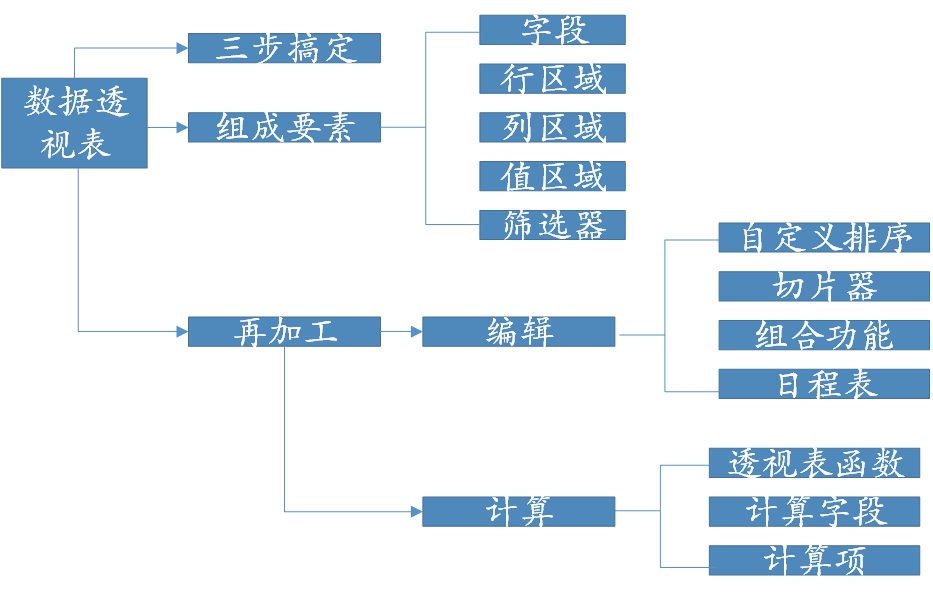 数据透
视表
三步搞定
组成要素
字段
行区域
列区域
值区域
筛选器
再加工
编辑
自定义排序
切片器
组合功能
日程表
计算
透视表函数
计算字段
计算项